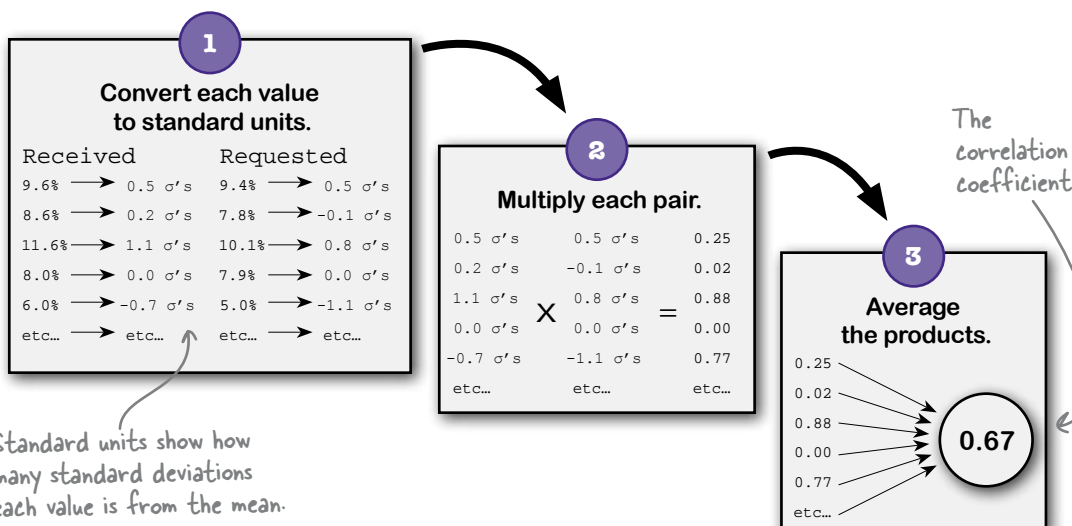 1
Convert each value
to standard units.
Received Requested
9.6% 0.5 σ's 9.4% 0.5 σ's
8.6% 0.2 σ's 7.8% -0.1 σ's
11.6% 1.1 σ's 10.1% 0.8 σ's
8.0% 0.0 σ's 7.9% 0.0 σ's
6.0% -0.7 σ's 5.0% -1.1 σ's
etc… etc… etc… etc…
Standard units show how
many standard deviations
each value is from the mean.
2
Multiply each pair.
0.5 σ's 0.5 σ's 0.25
0.2 σ's -0.1 σ's 0.02
1.1 σ's 0.8 σ's 0.88
X =
0.0 σ's 0.0 σ's 0.00
-0.7 σ's -1.1 σ's 0.77
etc… etc… etc…
The
correlation
coefficient
3
Average
the products.
0.25
0.02
0.88
0.67
0.00
0.77
etc…